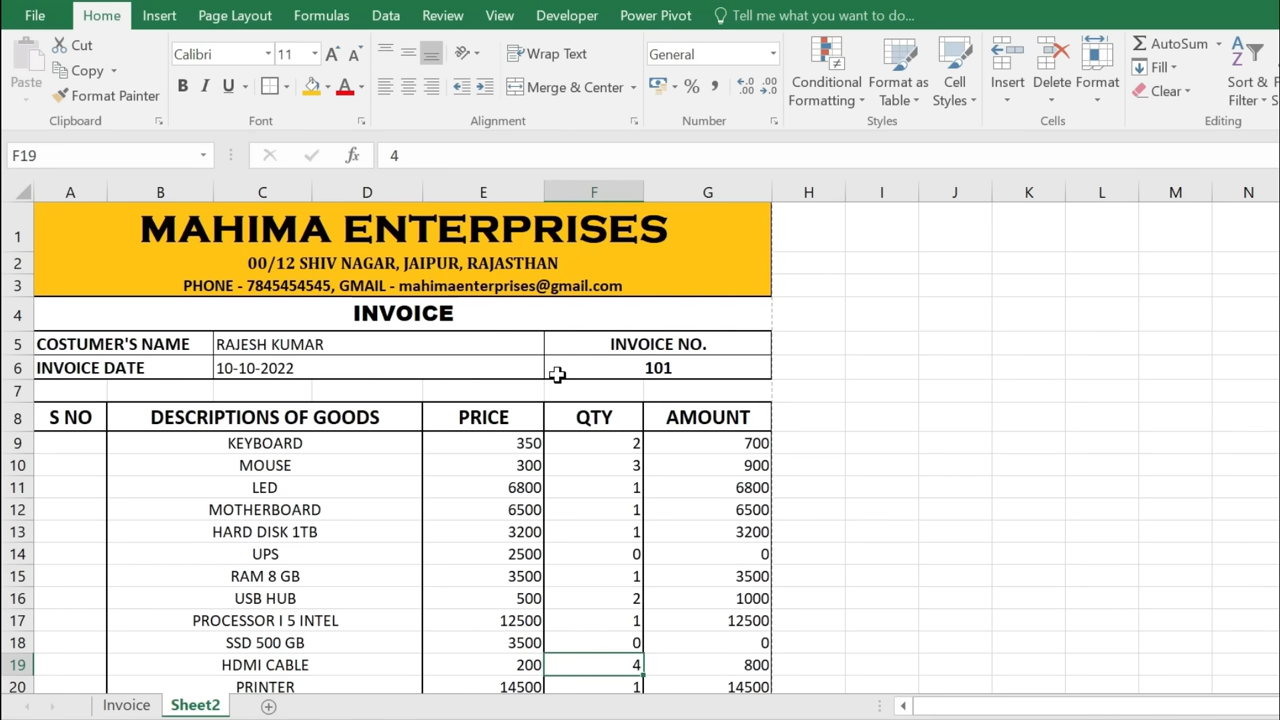 File Home Insert Page Layout Formulas Data Review View Developer Power Pivot Tell me what you want to do...
Cut
Calibri 11
Wrap Text
General
AutoSum
Paste
Copy
Merge & Center
Conditional Formatting
Format as Table
Cell Styles
Insert Delete Format
Fill
Sort & Filter
Format Painter
Clear
Clipboard Font Alignment Number Styles Cells Editing
F19 fx 4
A B C D E F G H I J K L M N
1 MAHIMA ENTERPRISES
2 00/12 SHIV NAGAR, JAIPUR, RAJASTHAN
3 PHONE - 7845454545, GMAIL - mahimaenterprises@gmail.com
4 INVOICE
5 COSTUMER'S NAME RAJESH KUMAR INVOICE NO.
6 INVOICE DATE 10-10-2022 101
7
8 S NO DESCRIPTIONS OF GOODS PRICE QTY AMOUNT
9 KEYBOARD 350 2 700
10 MOUSE 300 3 900
11 LED 6800 1 6800
12 MOTHERBOARD 6500 1 6500
13 HARD DISK 1TB 3200 1 3200
14 UPS 2500 0 0
15 RAM 8 GB 3500 1 3500
16 USB HUB 500 2 1000
17 PROCESSOR I 5 INTEL 12500 1 12500
18 SSD 500 GB 3500 0 0
19 HDMI CABLE 200 4 800
20 PRINTER 14500 1 14500
Invoice Sheet2